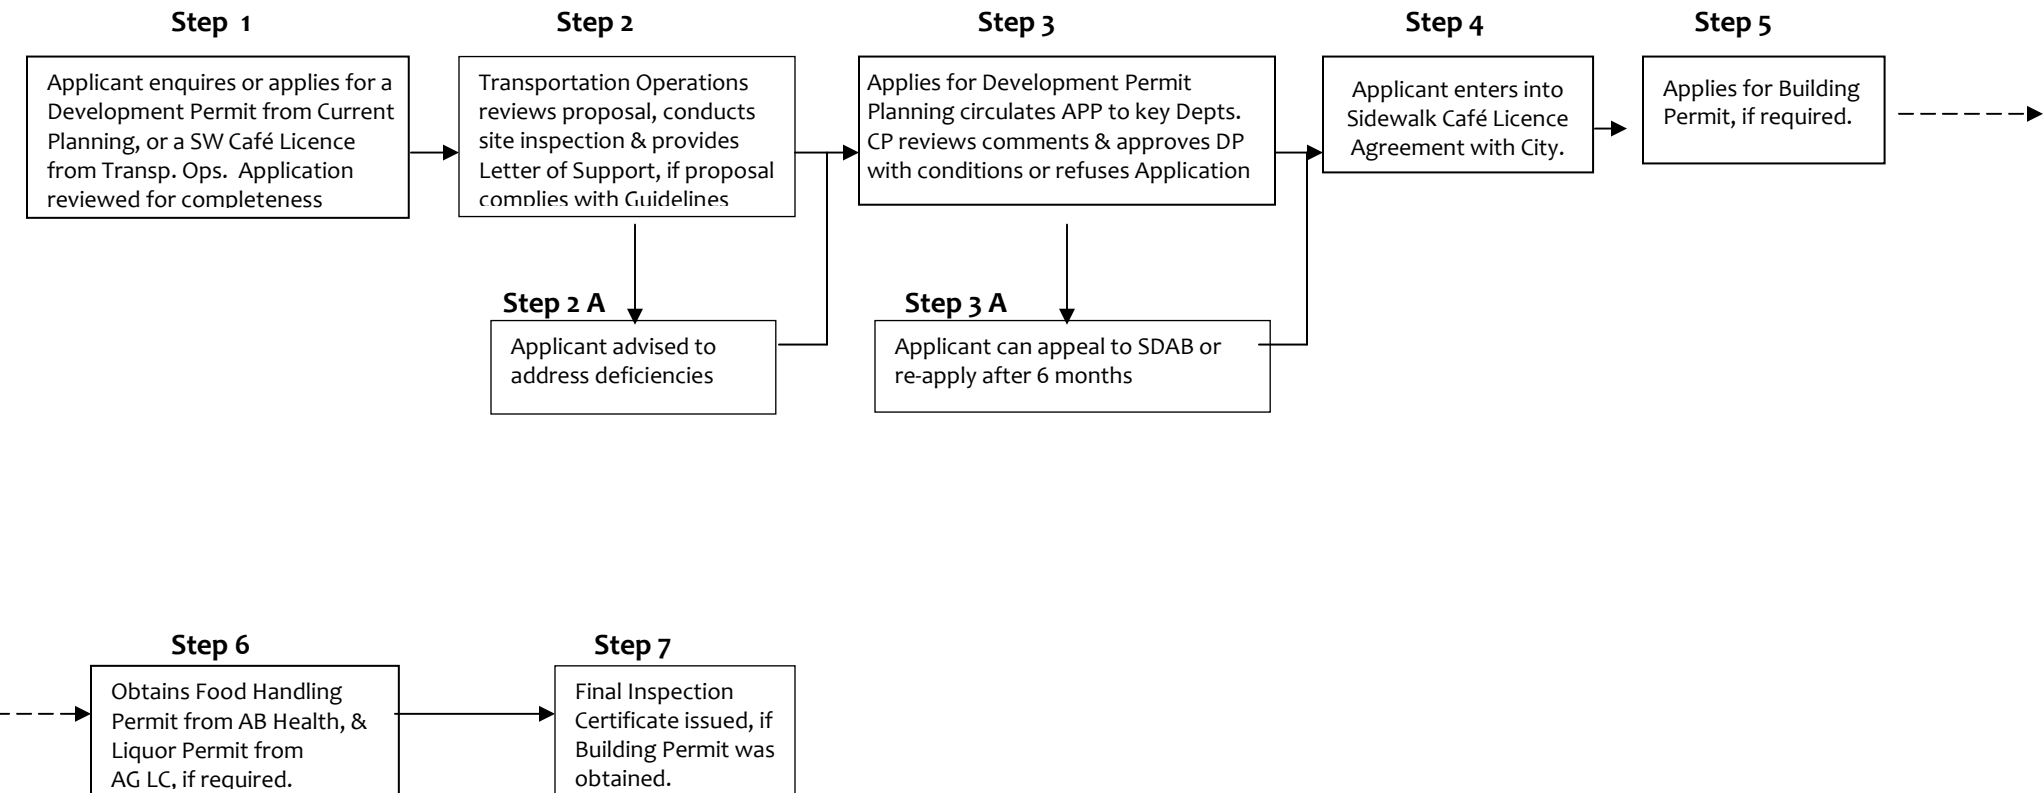 Step 1
Applicant enquires or applies for a
Development Permit from Current
Planning, or a SW Café Licence
from Transp. Ops. Application
reviewed for completeness
Step 2
Transportation Operations
reviews proposal, conducts
site inspection & provides
Letter of Support, if proposal
complies with Guidelines
Step 2 A
Applicant advised to
address deficiencies
Step 3
Applies for Development Permit
Planning circulates APP to key Depts.
CP reviews comments & approves DP
with conditions or refuses Application
Step 3 A
Applicant can appeal to SDAB or
re-apply after 6 months
Step 4
Applicant enters into
Sidewalk Café Licence
Agreement with City.
Step 5
Applies for Building
Permit, if required.
Step 6
Obtains Food Handling
Permit from AB Health, &
Liquor Permit from
AG LC, if required.
Step 7
Final Inspection
Certificate issued, if
Building Permit was
obtained.